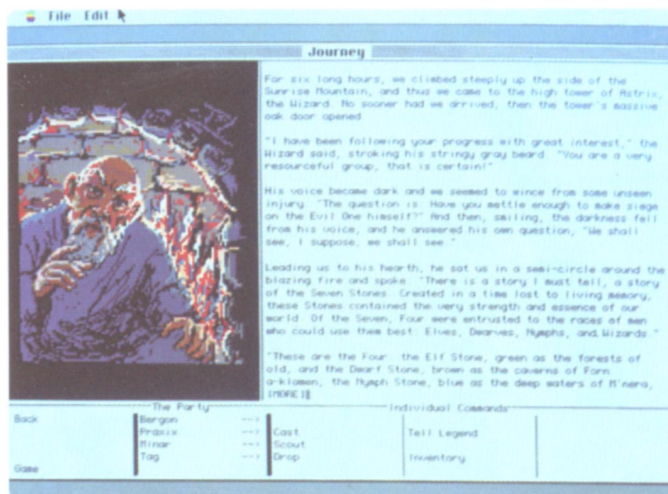 File Edit
Journey
For six long hours, we climbed steeply up the side of the
Sunrise Mountain, and thus we came to the high tower of Astrix,
the Wizard. No sooner had we arrived, then the tower's massive
oak door opened.
"I have been following your progress with great interest," the
Wizard said, stroking his stringy gray beard. "You are a very
resourceful group, that is certain!"
His voice became dark and we seemed to wince from some unseen
injury. "The question is: Have you mettle enough to make siege
on the Evil One himself?" And then, smiling, the darkness fell
from his voice, and he answered his own question, "We shall
see, I suppose, we shall see."
Leading us to his hearth, he sat us in a semi-circle around the
blazing fire and spoke. "There is a story I must tell, a story
of the Seven Stones. Created in a time lost to living memory,
these Stones contained the very strength and essence of our
world. Of the Seven, Four were entrusted to the races of men
who could use them best: Elves, Dwarves, Nymphs, and Wizards."
"These are the Four: the Elf Stone, green as the forests of
old, and the Dwarf Stone, brown as the caverns of Forn
a-klamen, the Nymph Stone, blue as the deep waters of M'nera,
[MORE]
The Party Individual Commands
Back Bergon -->
Praxix --> Cast Tell Legend
Minar --> Scout
Tag --> Drop Inventory
Game